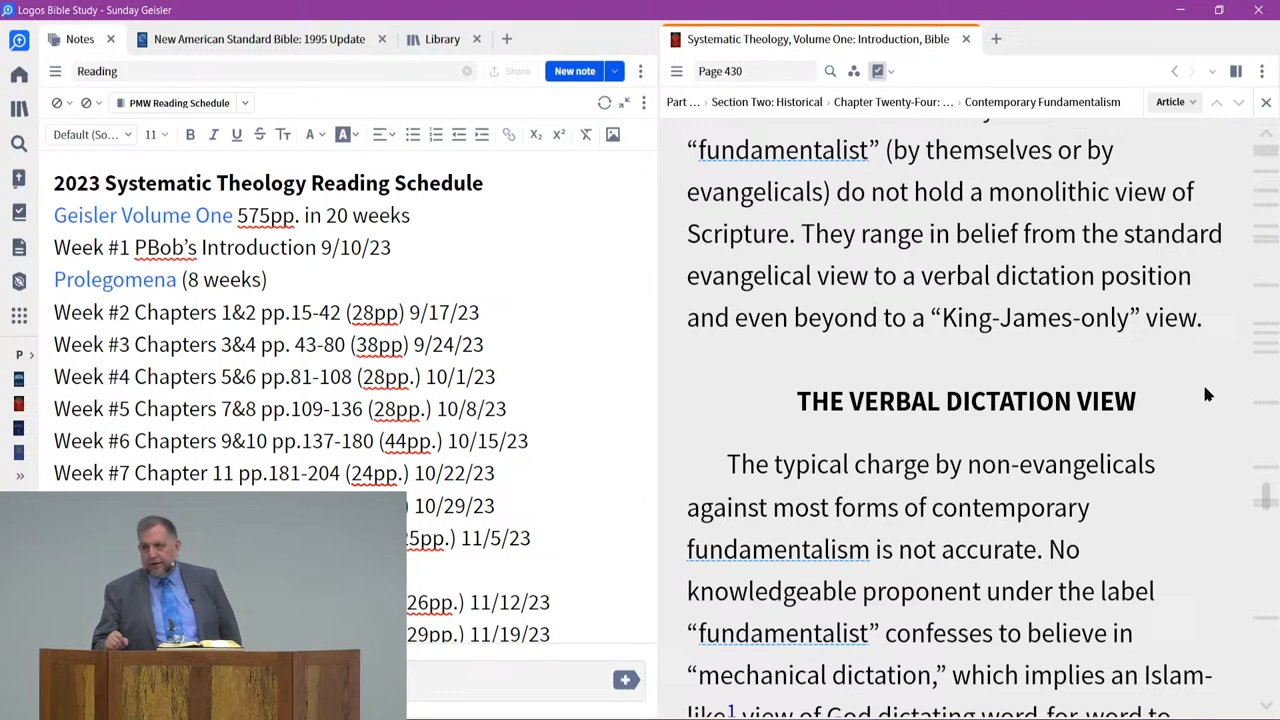 Logos Bible Study - Sunday Geisler
Notes
New American Standard Bible: 1995 Update
Library
Reading
Share
New note
PMW Reading Schedule
Default (So...
11
2023 Systematic Theology Reading Schedule
Geisler Volume One 575pp. in 20 weeks
Week #1 PBob’s Introduction 9/10/23
Prolegomena (8 weeks)
Week #2 Chapters 1&2 pp.15-42 (28pp) 9/17/23
Week #3 Chapters 3&4 pp. 43-80 (38pp) 9/24/23
Week #4 Chapters 5&6 pp.81-108 (28pp.) 10/1/23
Week #5 Chapters 7&8 pp.109-136 (28pp.) 10/8/23
Week #6 Chapters 9&10 pp.137-180 (44pp.) 10/15/23
Week #7 Chapter 11 pp.181-204 (24pp.) 10/22/23
10/29/23
5pp.) 11/5/23
26pp.) 11/12/23
29pp.) 11/19/23
Systematic Theology, Volume One: Introduction, Bible
Page 430
Part ... › Section Two: Historical › Chapter Twenty-Four: ... › Contemporary Fundamentalism
Article
“fundamentalist” (by themselves or by
evangelicals) do not hold a monolithic view of
Scripture. They range in belief from the standard
evangelical view to a verbal dictation position
and even beyond to a “King-James-only” view.
THE VERBAL DICTATION VIEW
The typical charge by non-evangelicals
against most forms of contemporary
fundamentalism is not accurate. No
knowledgeable proponent under the label
“fundamentalist” confesses to believe in
“mechanical dictation,” which implies an Islam-
like1 view of God dictating word-for-word to